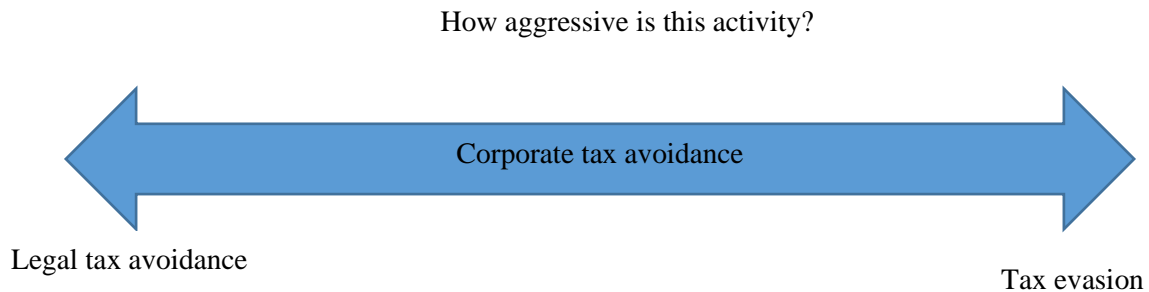 How aggressive is this activity?
Corporate tax avoidance
Legal tax avoidance
Tax evasion